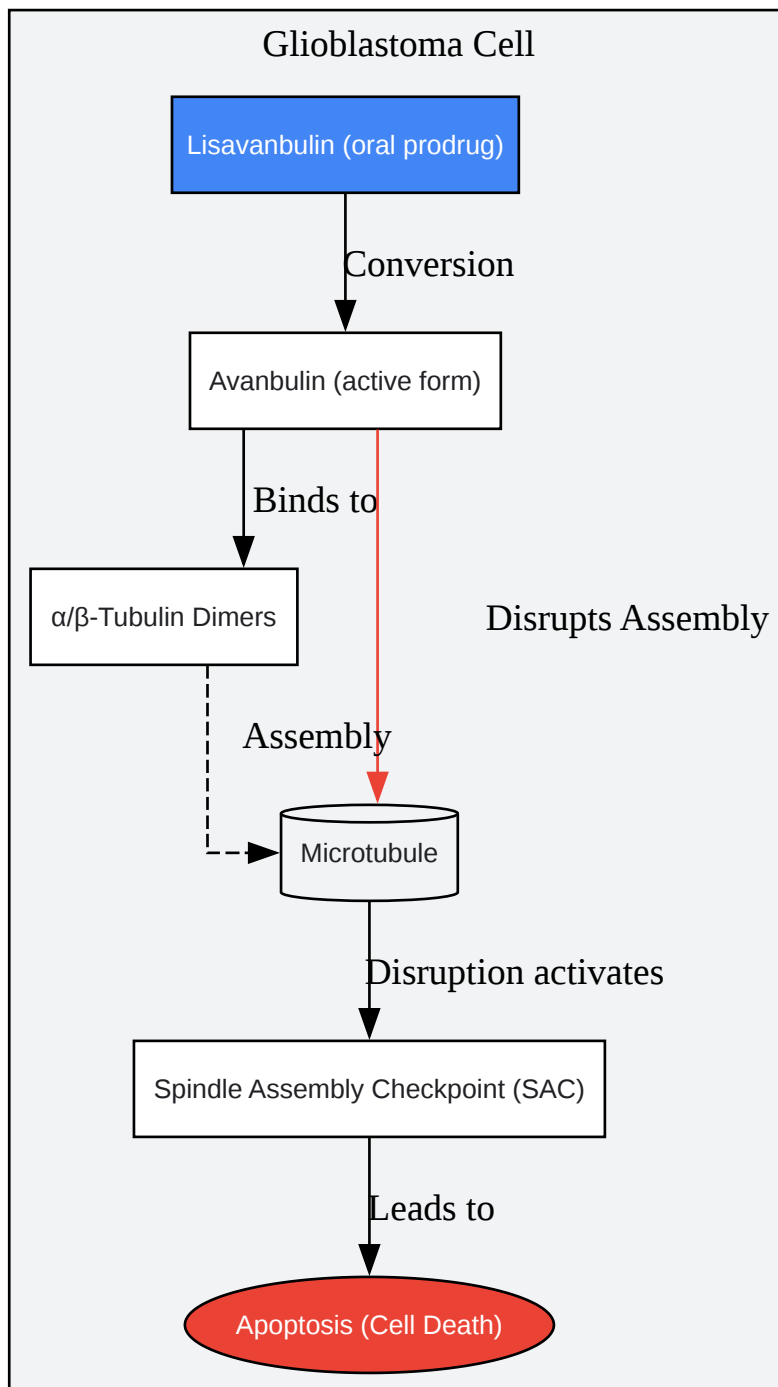 Glioblastoma Cell
Lisavanbulin (oral prodrug)
Conversion
Avanbulin (active form)
Binds to
α/β-Tubulin Dimers
Disrupts Assembly
Assembly
Microtubule
Disruption activates
Spindle Assembly Checkpoint (SAC)
Leads to
Apoptosis (Cell Death)